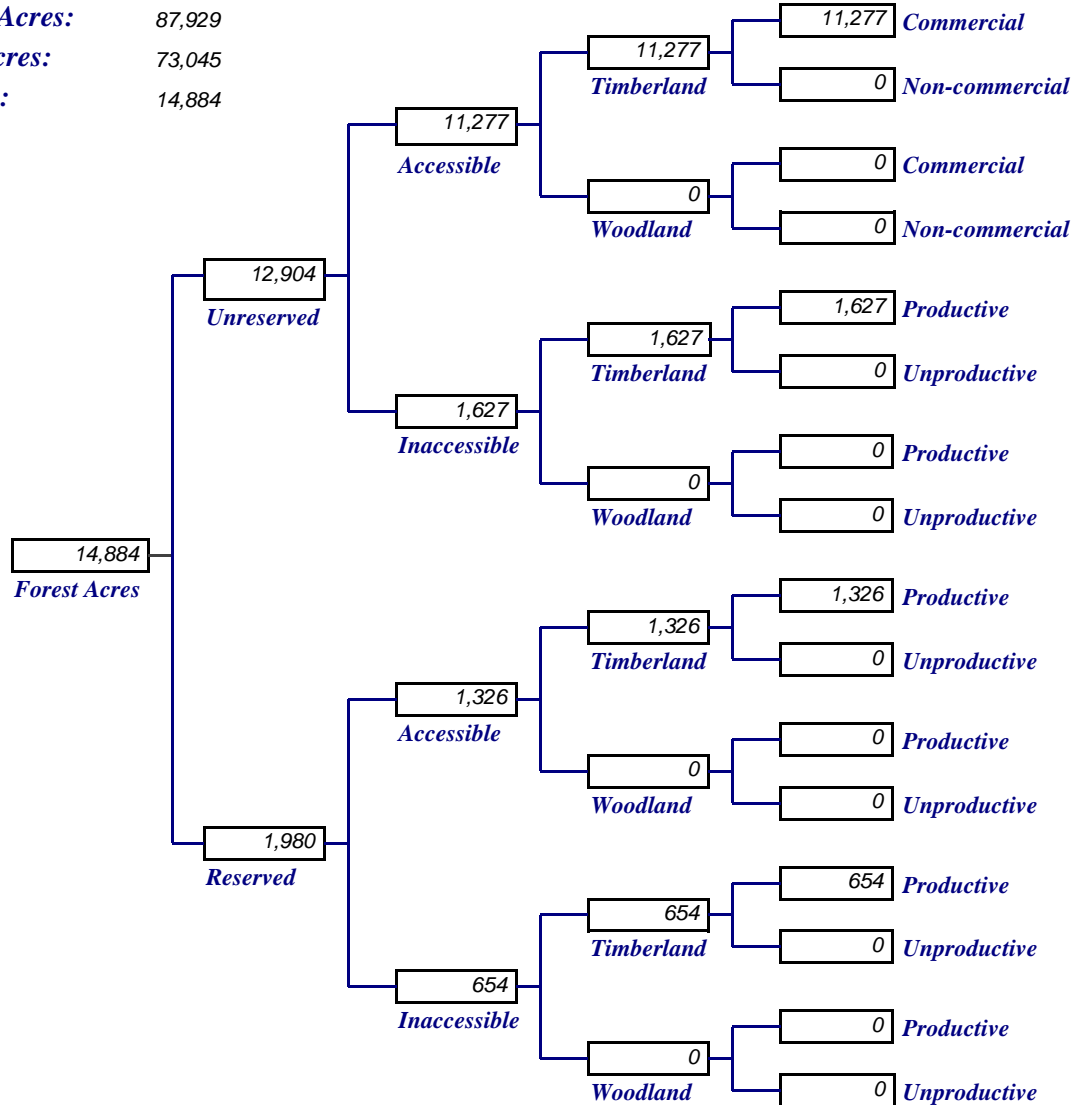 Acres: 87,929
cres: 73,045
: 14,884
11,277 Commercial
11,277
Timberland
0 Non-commercial
11,277
Accessible
0 Commercial
0
Woodland
0 Non-commercial
12,904
Unreserved
1,627 Productive
1,627
Timberland
0 Unproductive
1,627
Inaccessible
0 Productive
0
Woodland
0 Unproductive
14,884
Forest Acres
1,326 Productive
1,326
Timberland
0 Unproductive
1,326
Accessible
0 Productive
0
Woodland
0 Unproductive
1,980
Reserved
654 Productive
654
Timberland
0 Unproductive
654
Inaccessible
0 Productive
0
Woodland
0 Unproductive